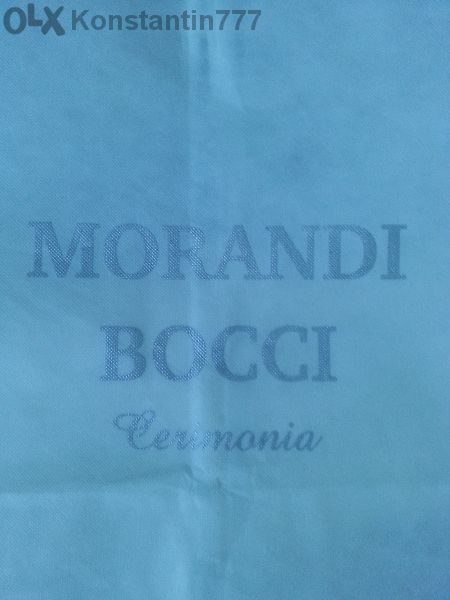 OLX Konstantin777
MORANDI
BOCCI
Cerimonia